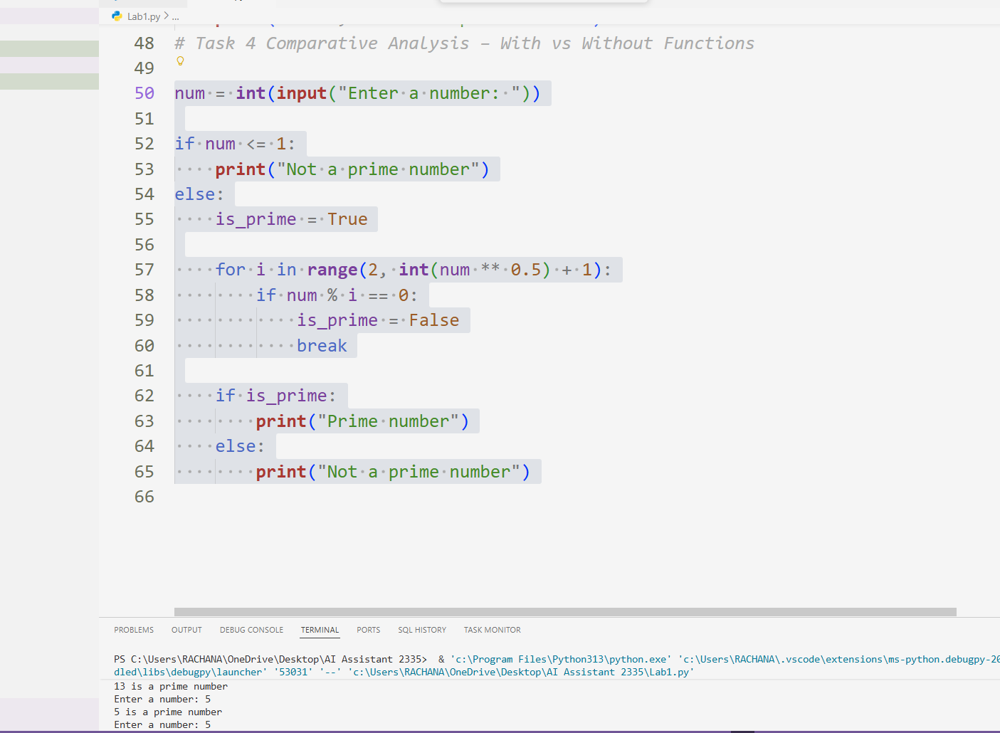 Lab1.py > ...
48 # Task 4 Comparative Analysis – With vs Without Functions
49
50 num = int(input("Enter a number: "))
51
52 if num <= 1:
53     print("Not a prime number")
54 else:
55     is_prime = True
56
57     for i in range(2, int(num ** 0.5) + 1):
58         if num % i == 0:
59             is_prime = False
60             break
61
62     if is_prime:
63         print("Prime number")
64     else:
65         print("Not a prime number")
66
PROBLEMS OUTPUT DEBUG CONSOLE TERMINAL PORTS SQL HISTORY TASK MONITOR
PS C:\Users\RACHANA\OneDrive\Desktop\AI Assistant 2335>  & 'c:\Program Files\Python313\python.exe' 'c:\Users\RACHANA\.vscode\extensions\ms-python.debugpy-20
dled\libs\debugpy\launcher' '53031' '--' 'c:\Users\RACHANA\OneDrive\Desktop\AI Assistant 2335\Lab1.py'
13 is a prime number
Enter a number: 5
5 is a prime number
Enter a number: 5